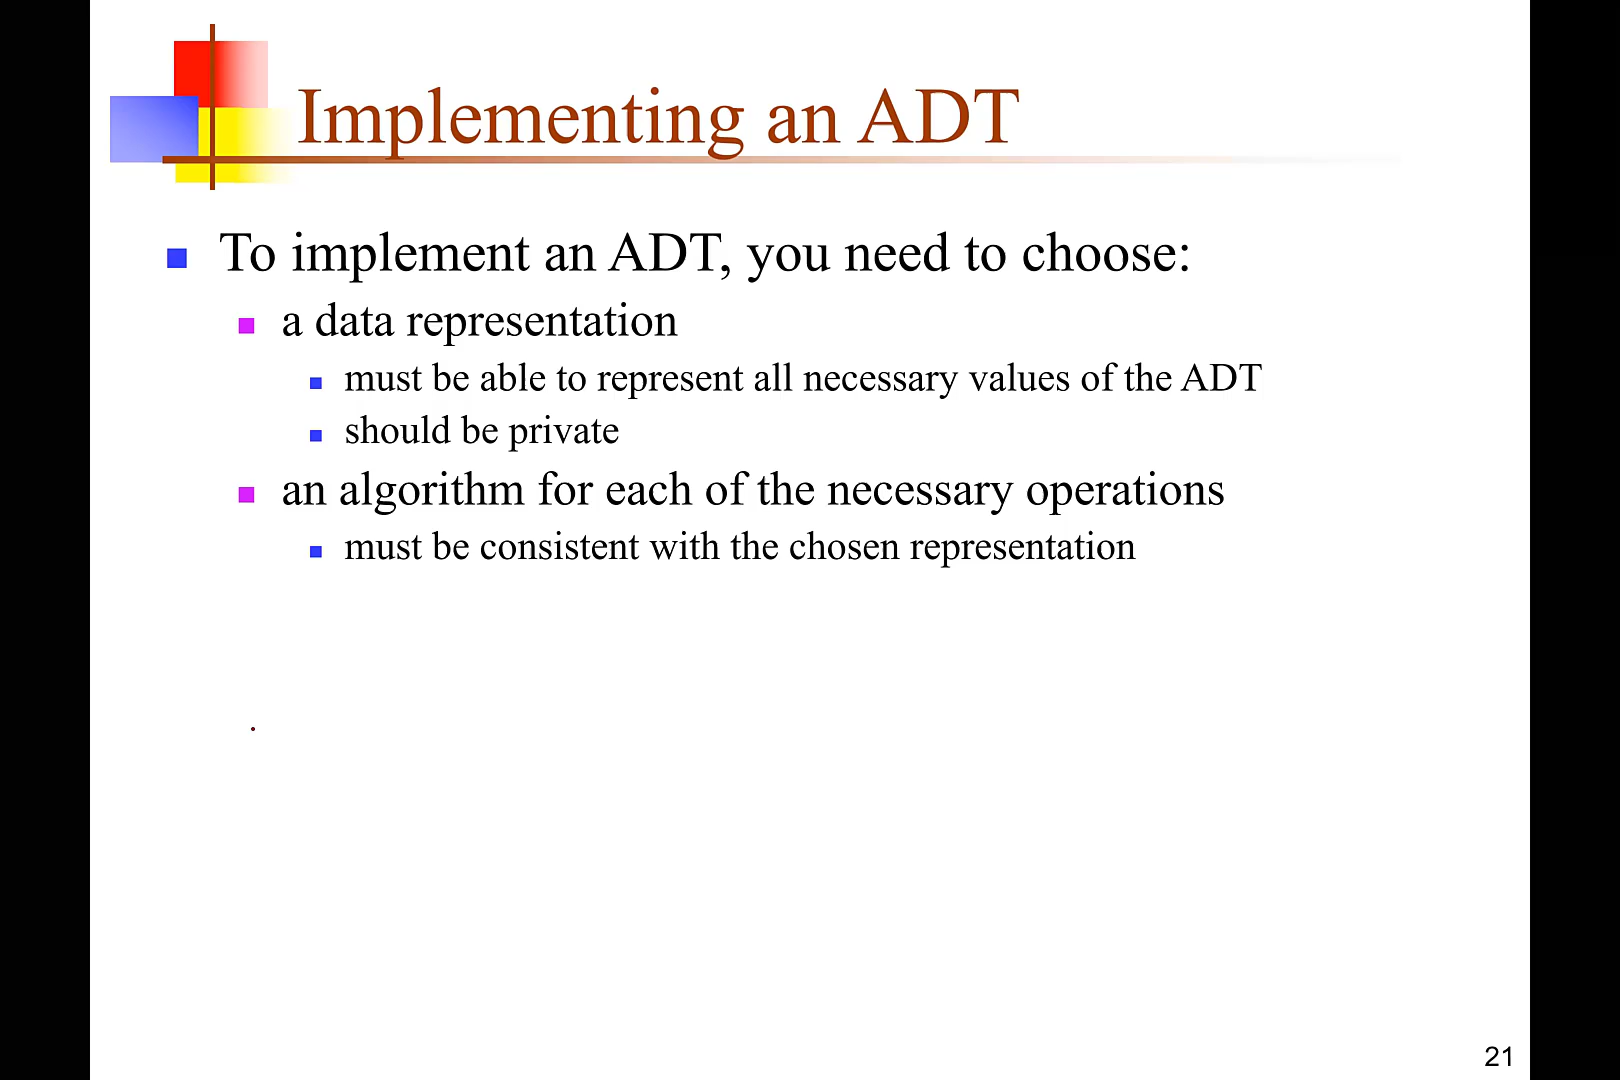 Implementing an ADT
To implement an ADT, you need to choose:
a data representation
must be able to represent all necessary values of the ADT
should be private
an algorithm for each of the necessary operations
must be consistent with the chosen representation
.
21